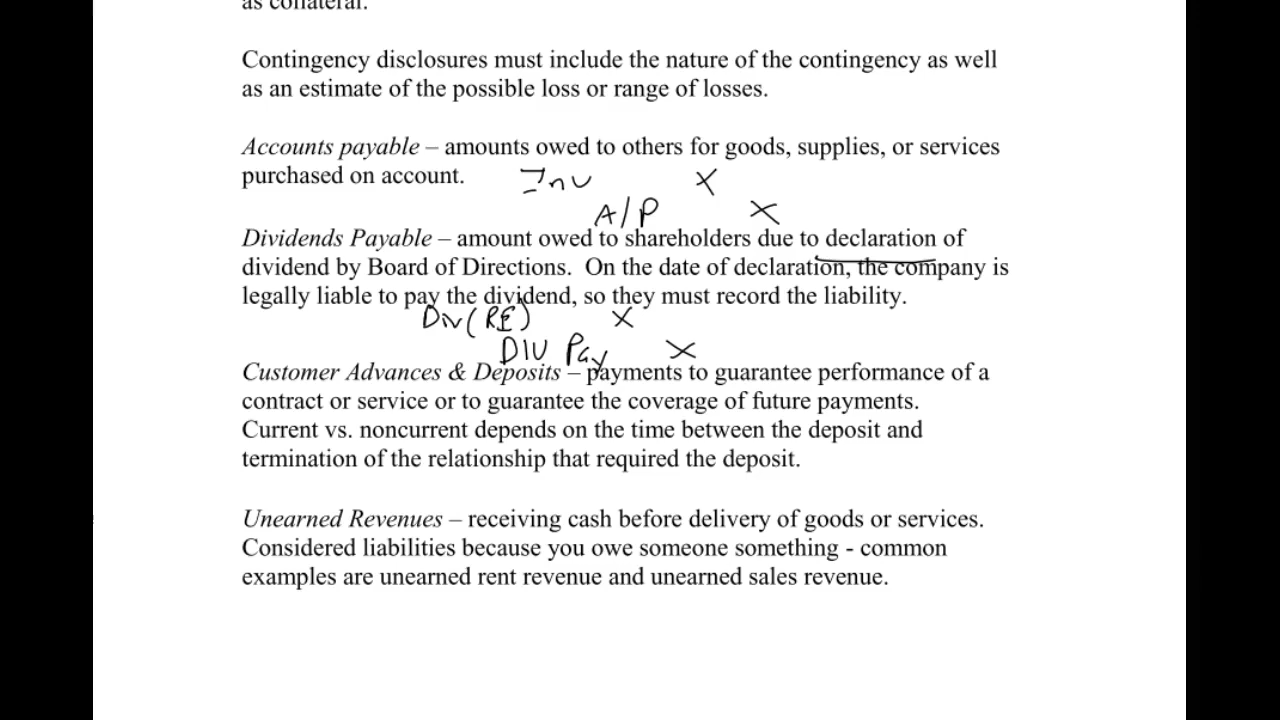 as collateral.
Contingency disclosures must include the nature of the contingency as well
as an estimate of the possible loss or range of losses.
Accounts payable – amounts owed to others for goods, supplies, or services
purchased on account. Inv X
A/P X
Dividends Payable – amount owed to shareholders due to declaration of
dividend by Board of Directions. On the date of declaration, the company is
legally liable to pay the dividend, so they must record the liability.
Div (RE) X
DIV Pay X
Customer Advances & Deposits – payments to guarantee performance of a
contract or service or to guarantee the coverage of future payments.
Current vs. noncurrent depends on the time between the deposit and
termination of the relationship that required the deposit.
Unearned Revenues – receiving cash before delivery of goods or services.
Considered liabilities because you owe someone something - common
examples are unearned rent revenue and unearned sales revenue.